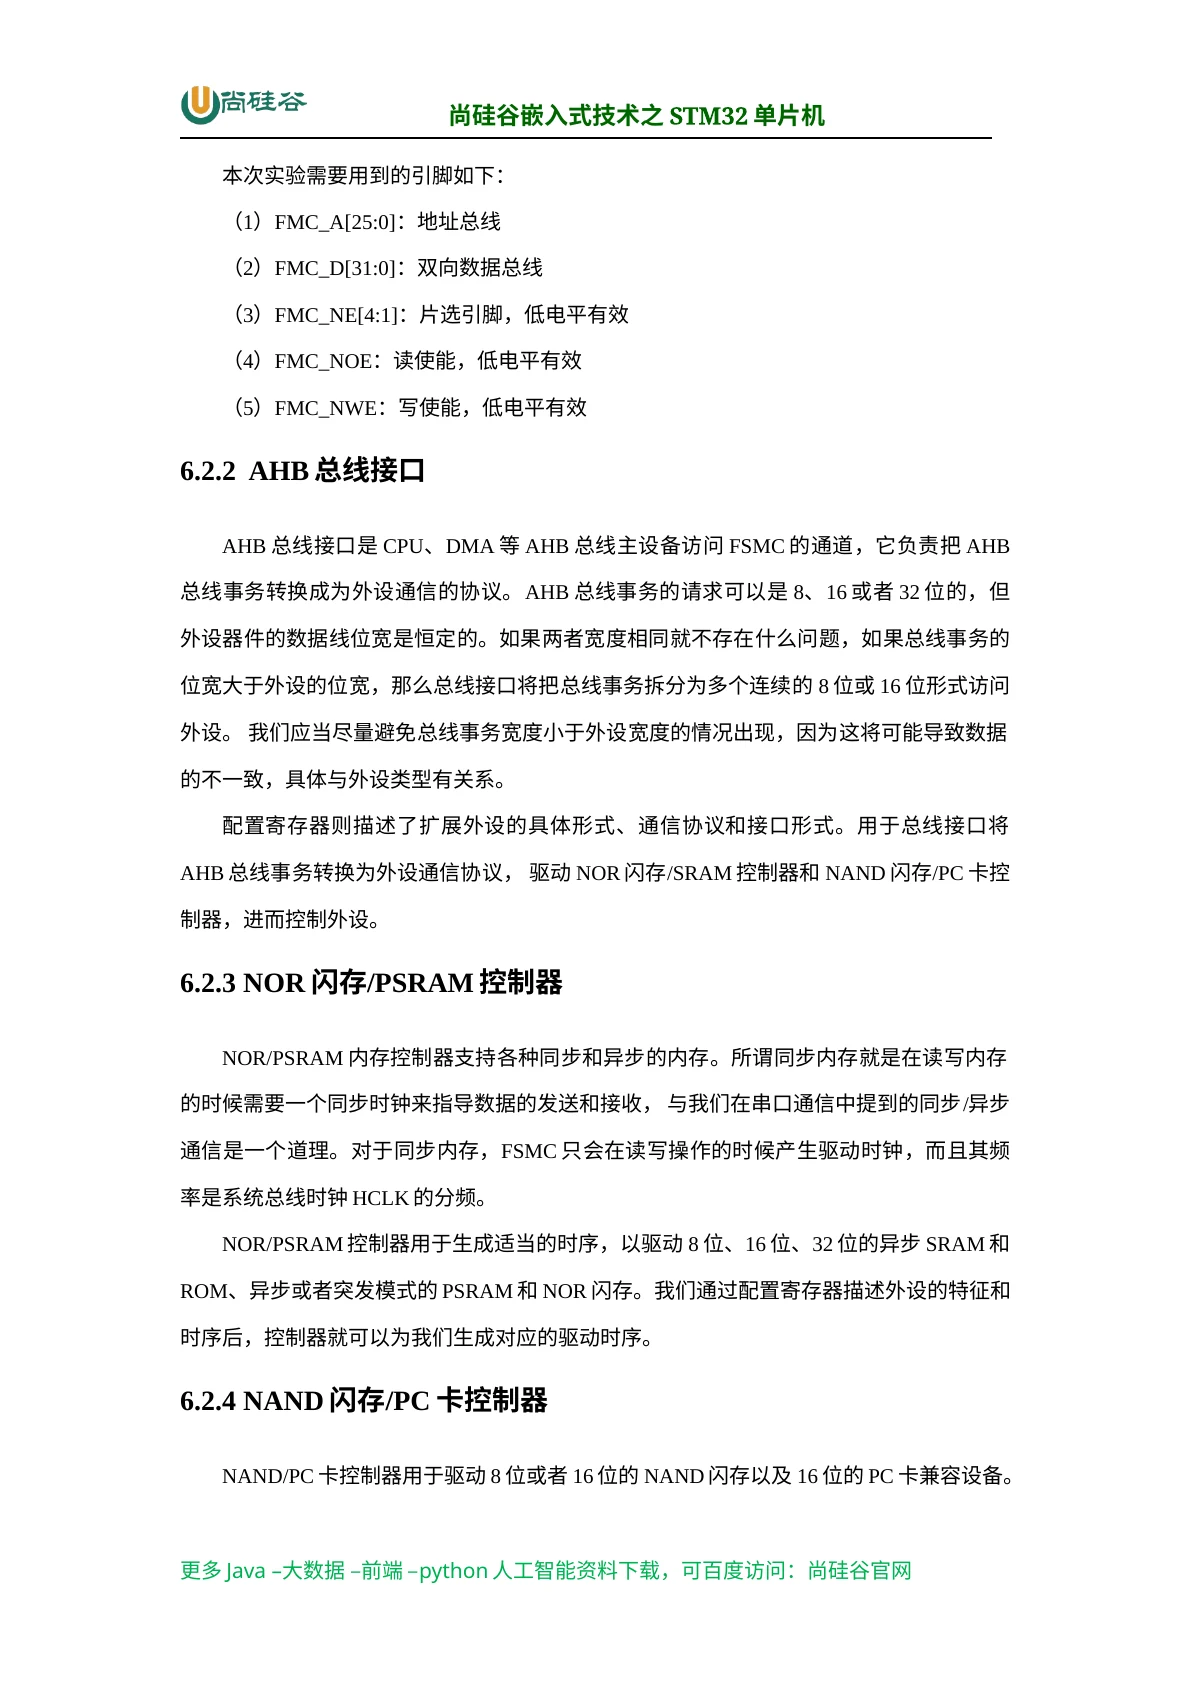 尚硅谷
尚硅谷嵌入式技术之 STM32 单片机
本次实验需要用到的引脚如下：
（1）FMC_A[25:0]：地址总线
（2）FMC_D[31:0]：双向数据总线
（3）FMC_NE[4:1]：片选引脚，低电平有效
（4）FMC_NOE：读使能，低电平有效
（5）FMC_NWE：写使能，低电平有效
6.2.2 AHB 总线接口
AHB 总线接口是 CPU、DMA 等 AHB 总线主设备访问 FSMC 的通道，它负责把 AHB
总线事务转换成为外设通信的协议。AHB 总线事务的请求可以是 8、16 或者 32 位的，但
外设器件的数据线位宽是恒定的。如果两者宽度相同就不存在什么问题，如果总线事务的
位宽大于外设的位宽，那么总线接口将把总线事务拆分为多个连续的 8 位或 16 位形式访问
外设。 我们应当尽量避免总线事务宽度小于外设宽度的情况出现，因为这将可能导致数据
的不一致，具体与外设类型有关系。
配置寄存器则描述了扩展外设的具体形式、通信协议和接口形式。用于总线接口将
AHB 总线事务转换为外设通信协议， 驱动 NOR 闪存/SRAM 控制器和 NAND 闪存/PC 卡控
制器，进而控制外设。
6.2.3 NOR 闪存/PSRAM 控制器
NOR/PSRAM 内存控制器支持各种同步和异步的内存。所谓同步内存就是在读写内存
的时候需要一个同步时钟来指导数据的发送和接收， 与我们在串口通信中提到的同步/异步
通信是一个道理。对于同步内存，FSMC 只会在读写操作的时候产生驱动时钟，而且其频
率是系统总线时钟 HCLK 的分频。
NOR/PSRAM 控制器用于生成适当的时序，以驱动 8 位、16 位、32 位的异步 SRAM 和
ROM、异步或者突发模式的 PSRAM 和 NOR 闪存。我们通过配置寄存器描述外设的特征和
时序后，控制器就可以为我们生成对应的驱动时序。
6.2.4 NAND 闪存/PC 卡控制器
NAND/PC 卡控制器用于驱动 8 位或者 16 位的 NAND 闪存以及 16 位的 PC 卡兼容设备。
更多 Java –大数据 –前端 –python 人工智能资料下载，可百度访问：尚硅谷官网